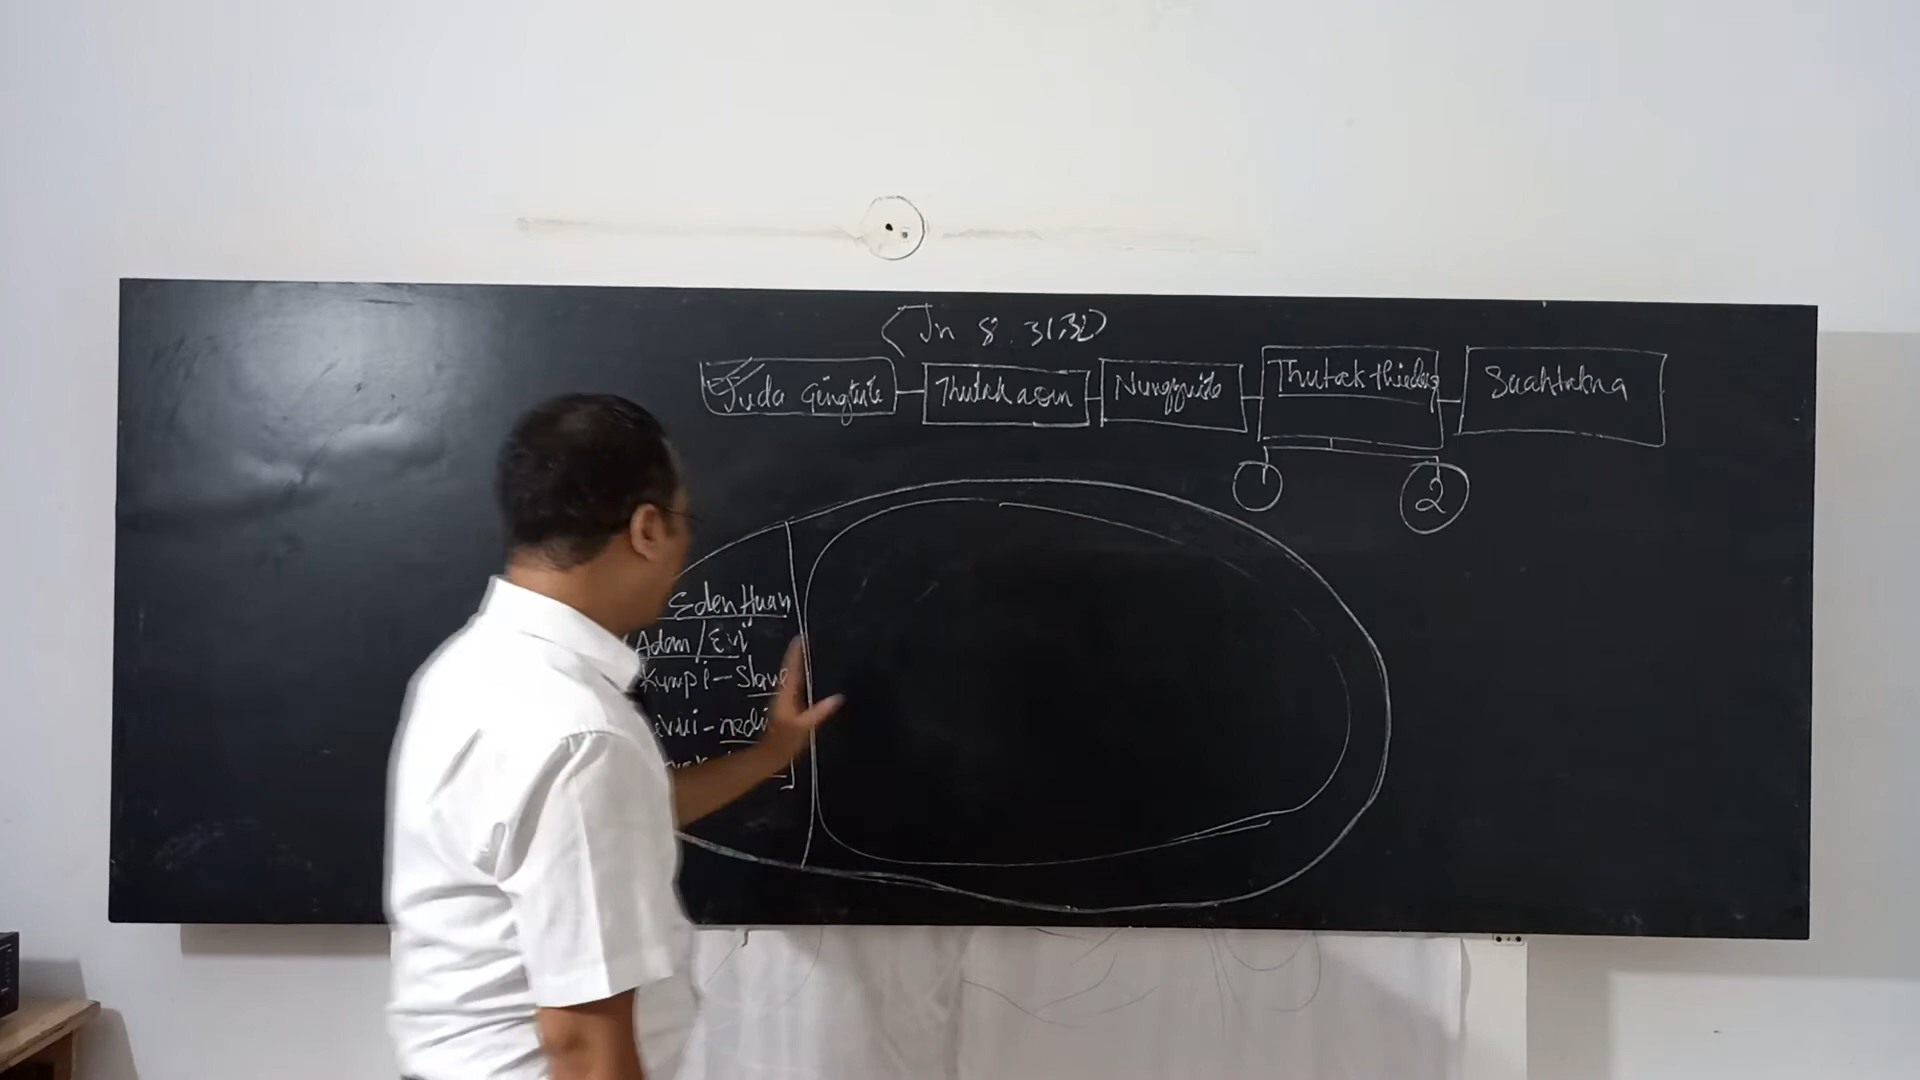 (Jn 8.31,32)
Juda gingtute Thutak asun Nungzuite Thutak thiedug Suahtakna
1 2
Eden Huan
Adam/Evi
Kumpi-Slave